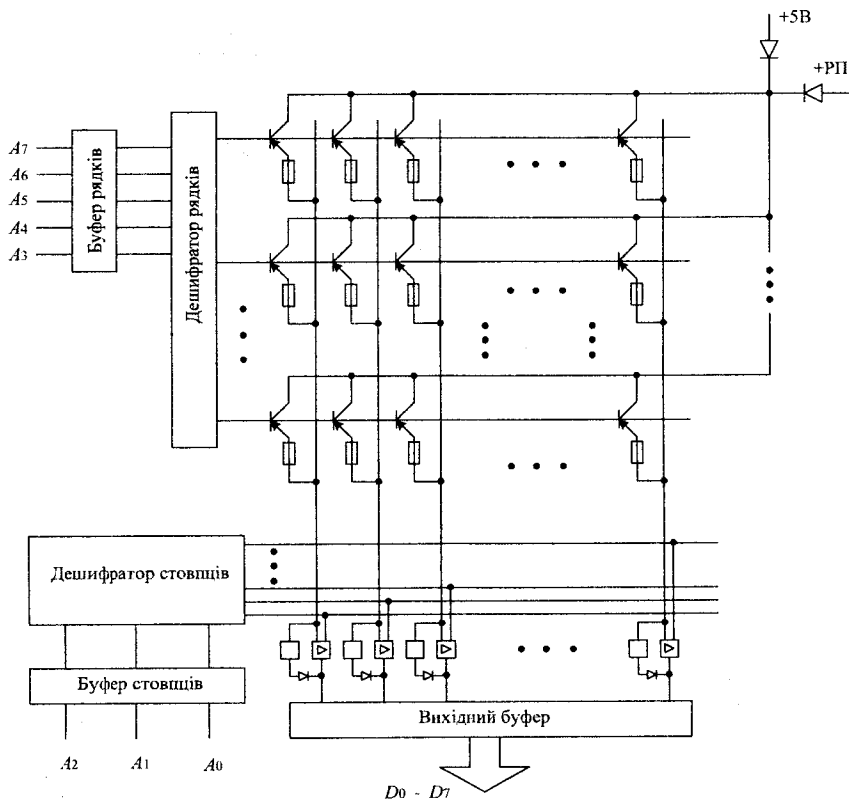 +5В
+РП
A7
A6
A5
A4
A3
Буфер рядків
Дешифратор рядків
Дешифратор стовпців
Буфер стовпців
A2
A1
A0
Вихідний буфер
D0 - D7